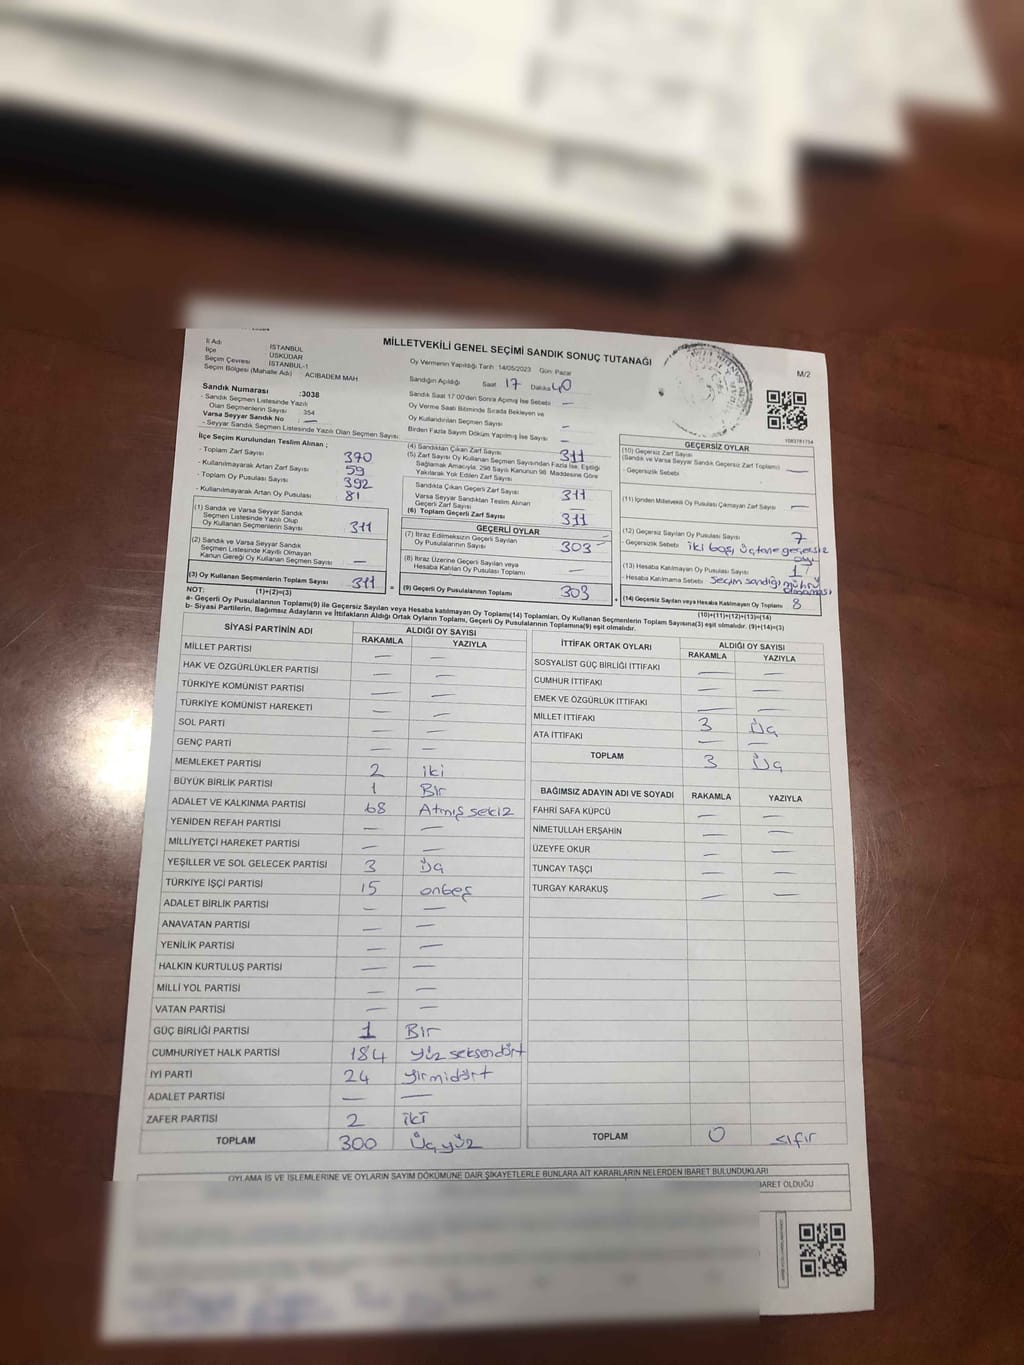 MİLLETVEKİLİ GENEL SEÇİMİ SANDIK SONUÇ TUTANAĞI
M/2
İl Adı İSTANBUL
İlçe ÜSKÜDAR
Seçim Çevresi İSTANBUL-1
Seçim Bölgesi (Mahalle Adı) ACIBADEM MAH.
Oy Vermenin Yapıldığı Tarih : 14/05/2023 Gün: Pazar
Sandığın Açıldığı Saat 17 Dakika 40
Sandık Saat 17:00'den Sonra Açılmış İse Sebebi —
Oy Verme Saati Bitiminde Sırada Bekleyen ve
Oy Kullandırılan Seçmen Sayısı —
Birden Fazla Sayım Döküm Yapılmış İse Sayısı —
1083781754
Sandık Numarası :3038
- Sandık Seçmen Listesinde Yazılı
Olan Seçmenlerin Sayısı 354
Varsa Seyyar Sandık No —
- Seyyar Sandık Seçmen Listesinde Yazılı Olan Seçmen Sayısı
İlçe Seçim Kurulundan Teslim Alınan ;
- Toplam Zarf Sayısı 370
- Kullanılmayarak Artan Zarf Sayısı 59
- Toplam Oy Pusulası Sayısı 392
- Kullanılmayarak Artan Oy Pusulası 81
(1) Sandık ve Varsa Seyyar Sandık
Seçmen Listesinde Yazılı Olup
Oy Kullanan Seçmenlerin Sayısı 311
(2) Sandık ve Varsa Seyyar Sandık
Seçmen Listesinde Kayıtlı Olmayan
Kanun Gereği Oy Kullanan Seçmen Sayısı —
(3) Oy Kullanan Seçmenlerin Toplam Sayısı 311
(1)+(2)=(3)
(4) Sandıktan Çıkan Zarf Sayısı 311
(5) Zarf Sayısı Oy Kullanan Seçmen Sayısından Fazla İse, Eşitliği
Sağlamak Amacıyla; 298 Sayılı Kanunun 98. Maddesine Göre
Yakılarak Yok Edilen Zarf Sayısı —
Sandıkta Çıkan Geçerli Zarf Sayısı 311
Varsa Seyyar Sandıktan Teslim Alınan
Geçerli Zarf Sayısı —
(6) Toplam Geçerli Zarf Sayısı 311
GEÇERLİ OYLAR
(7) İtiraz Edilmeksizin Geçerli Sayılan
Oy Pusulalarının Sayısı 303
(8) İtiraz Üzerine Geçerli Sayılan veya
Hesaba Katılan Oy Pusulası Toplamı —
= (9) Geçerli Oy Pusulalarının Toplamı 303
GEÇERSİZ OYLAR
(10) Geçersiz Zarf Sayısı
(Sandık ve Varsa Seyyar Sandık Geçersiz Zarf Toplamı) —
- Geçersizlik Sebebi
(11) İçinden Milletvekili Oy Pusulası Çıkmayan Zarf Sayısı —
(12) Geçersiz Sayılan Oy Pusulası Sayısı 7
- Geçersizlik Sebebi iki boş, üç tane geçersiz oy
(13) Hesaba Katılmayan Oy Pusulası Sayısı 1
- Hesaba Katılmama Sebebi Seçim sandığı mührü olmaması
+ (14) Geçersiz Sayılan veya Hesaba Katılmayan Oy Toplamı 8
(10)+(11)+(12)+(13)=(14)
NOT:
a- Geçerli Oy Pusulalarının Toplamı(9) ile Geçersiz Sayılan veya Hesaba Katılmayan Oy Toplamı(14) Toplamları, Oy Kullanan Seçmenlerin Toplam Sayısına(3) eşit olmalıdır. (9)+(14)=(3)
b- Siyasi Partilerin, Bağımsız Adayların ve İttifakların Aldığı Ortak Oyların Toplamı, Geçerli Oy Pusulalarının Toplamına(9) eşit olmalıdır.
SİYASİ PARTİNİN ADI ALDIĞI OY SAYISI
RAKAMLA YAZIYLA
MİLLET PARTİSİ — —
HAK VE ÖZGÜRLÜKLER PARTİSİ — —
TÜRKİYE KOMÜNİST PARTİSİ — —
TÜRKİYE KOMÜNİST HAREKETİ — —
SOL PARTİ — —
GENÇ PARTİ — —
MEMLEKET PARTİSİ 2 iki
BÜYÜK BİRLİK PARTİSİ 1 Bir
ADALET VE KALKINMA PARTİSİ 68 Atmış sekiz
YENİDEN REFAH PARTİSİ — —
MİLLİYETÇİ HAREKET PARTİSİ — —
YEŞİLLER VE SOL GELECEK PARTİSİ 3 Üç
TÜRKİYE İŞÇİ PARTİSİ 15 onbeş
ADALET BİRLİK PARTİSİ — —
ANAVATAN PARTİSİ — —
YENİLİK PARTİSİ — —
HALKIN KURTULUŞ PARTİSİ — —
MİLLİ YOL PARTİSİ — —
VATAN PARTİSİ — —
GÜÇ BİRLİĞİ PARTİSİ 1 Bir
CUMHURİYET HALK PARTİSİ 184 yüz seksendört
İYİ PARTİ 24 yirmidört
ADALET PARTİSİ — —
ZAFER PARTİSİ 2 iki
TOPLAM 300 Üçyüz
İTTİFAK ORTAK OYLARI ALDIĞI OY SAYISI
RAKAMLA YAZIYLA
SOSYALİST GÜÇ BİRLİĞİ İTTİFAKI — —
CUMHUR İTTİFAKI — —
EMEK VE ÖZGÜRLÜK İTTİFAKI — —
MİLLET İTTİFAKI 3 Üç
ATA İTTİFAKI — —
TOPLAM 3 Üç
BAĞIMSIZ ADAYIN ADI VE SOYADI RAKAMLA YAZIYLA
FAHRİ SAFA KÜPCÜ — —
NİMETULLAH ERŞAHİN — —
ÜZEYFE OKUR — —
TUNCAY TAŞÇI — —
TURGAY KARAKUŞ — —
TOPLAM 0 sıfır
OYLAMA İŞ VE İŞLEMLERİNE VE OYLARIN SAYIM DÖKÜMÜNE DAİR ŞİKAYETLERLE BUNLARA AİT KARARLARIN NELERDEN İBARET BULUNDUKLARI
İBARET OLDUĞU